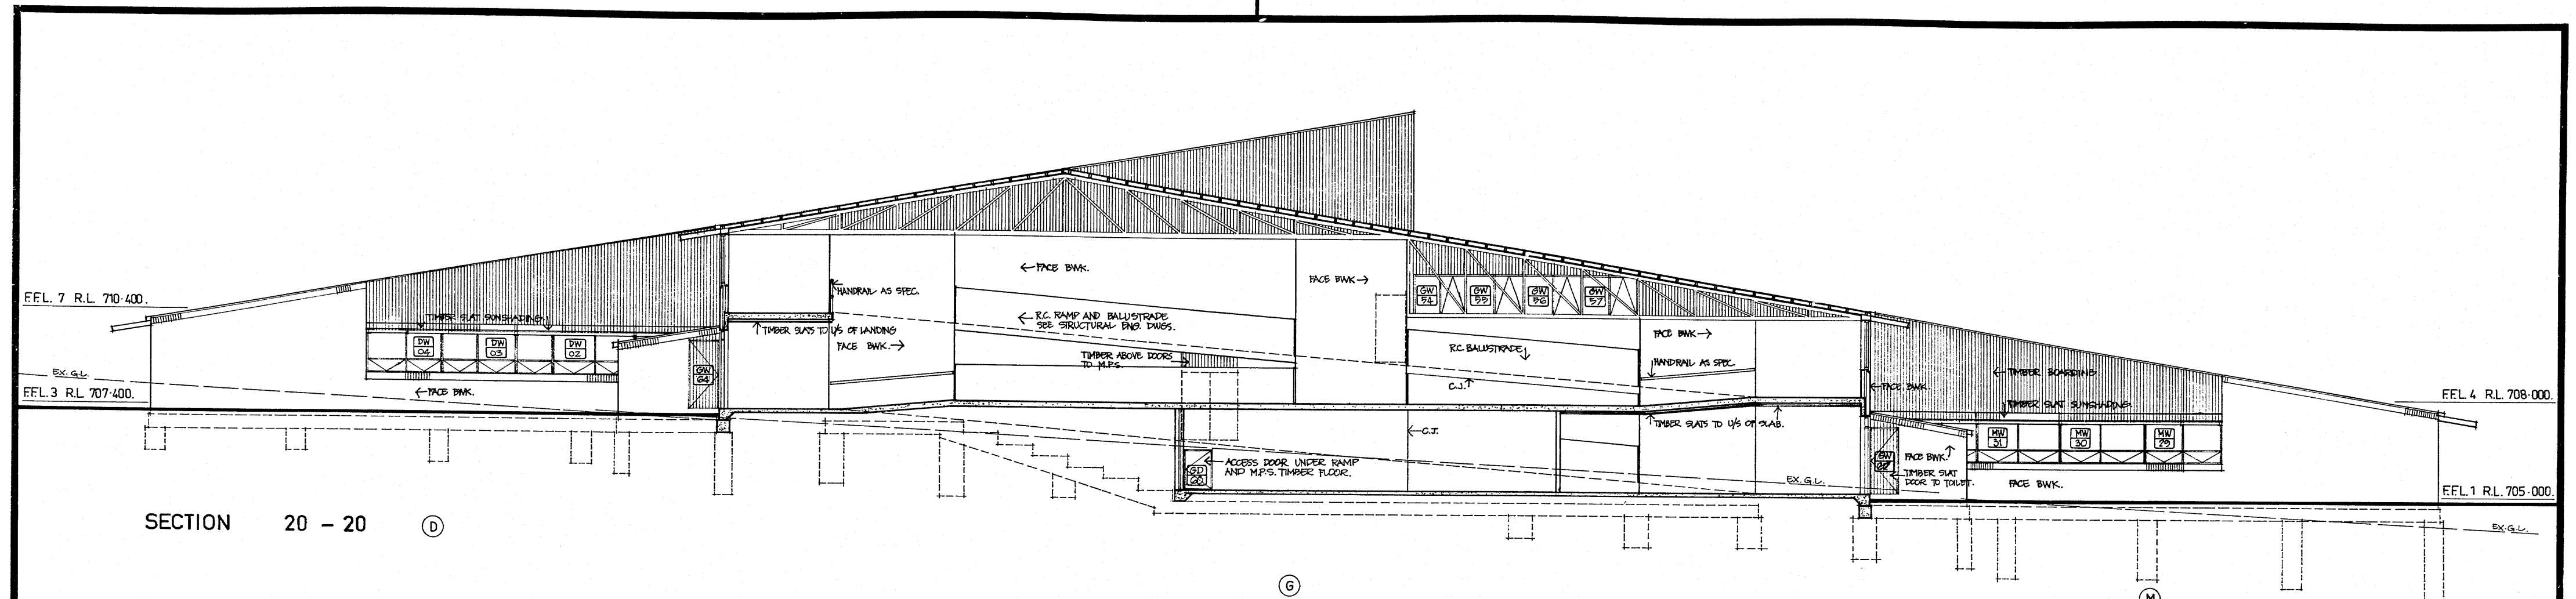 F.F.L. 7 R.L. 710·400.
EX. G.L.
F.F.L. 3 R.L. 707·400.
TIMBER SLAT SUNSHADING
DW
04
DW
03
DW
02
← FACE BWK.
GW
64
HANDRAIL AS SPEC.
TIMBER SLATS TO U/S OF LANDING
FACE BWK. →
← FACE BWK.
← R.C. RAMP AND BALUSTRADE
SEE STRUCTURAL ENG. DWGS.
TIMBER ABOVE DOORS
TO M.P.S.
FACE BWK →
GW
54
GW
55
GW
56
GW
57
R.C. BALUSTRADE
C.J.
FACE BWK →
HANDRAIL AS SPEC.
← FACE BWK.
← TIMBER BOARDING
TIMBER SLAT SUNSHADING
MW
31
MW
30
MW
29
F.F.L. 4 R.L. 708·000.
TIMBER SLATS TO U/S OF SLAB.
← C.J.
GD
← ACCESS DOOR UNDER RAMP
AND M.P.S. TIMBER FLOOR.
EX. G.L.
GW
FACE BWK.
TIMBER SLAT
DOOR TO TOILET.
FACE BWK.
F.F.L. 1 R.L. 705·000.
EX. G.L.
SECTION 20 – 20 D
G
M